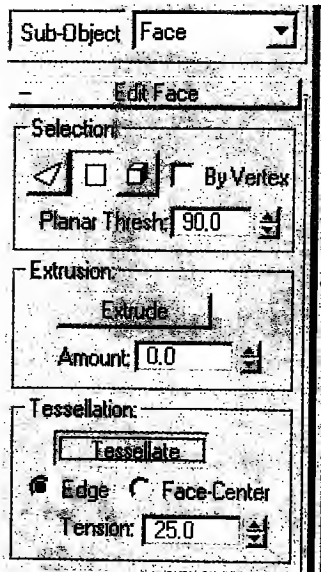 Sub-Object Face
- Edit Face
Selection:
By Vertex
Planar Thresh: 90.0
Extrusion:
Extrude
Amount: 0.0
Tessellation:
Tessellate
Edge Face-Center
Tension: 25.0